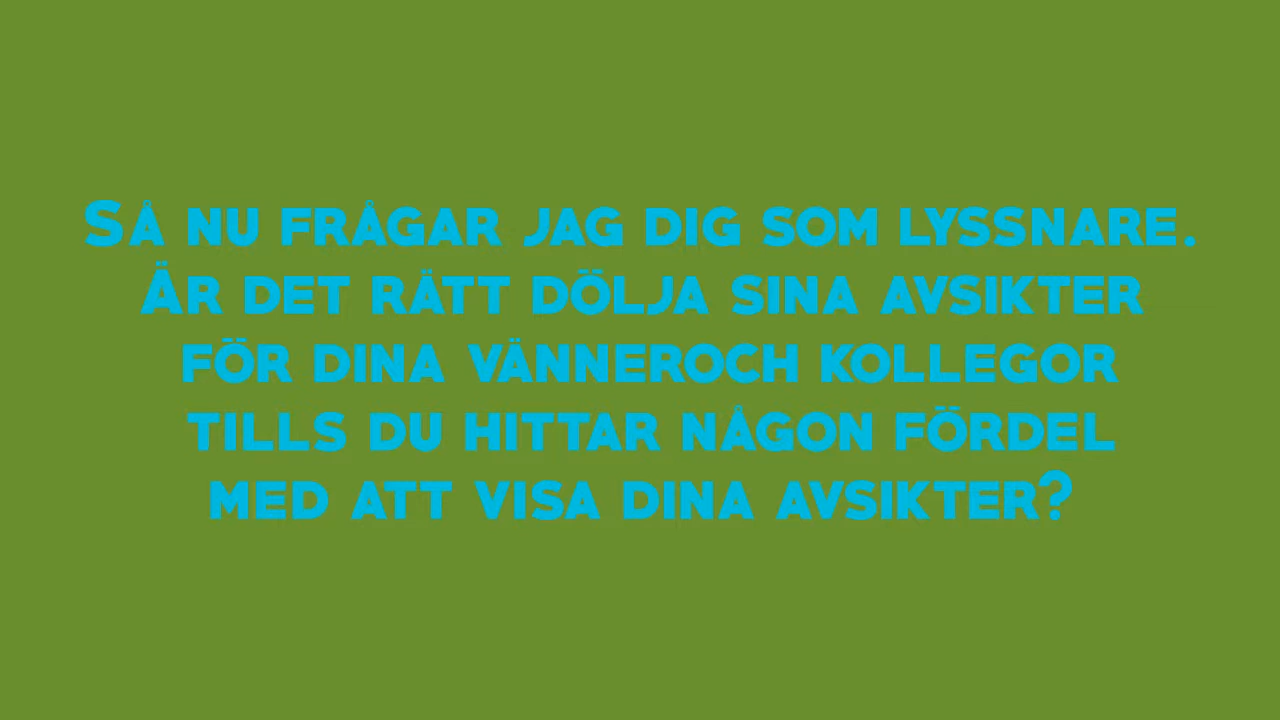 Så nu frågar jag dig som lyssnare.
Är det rätt dölja sina avsikter
för dina vänneroch kollegor
tills du hittar någon fördel
med att visa dina avsikter?